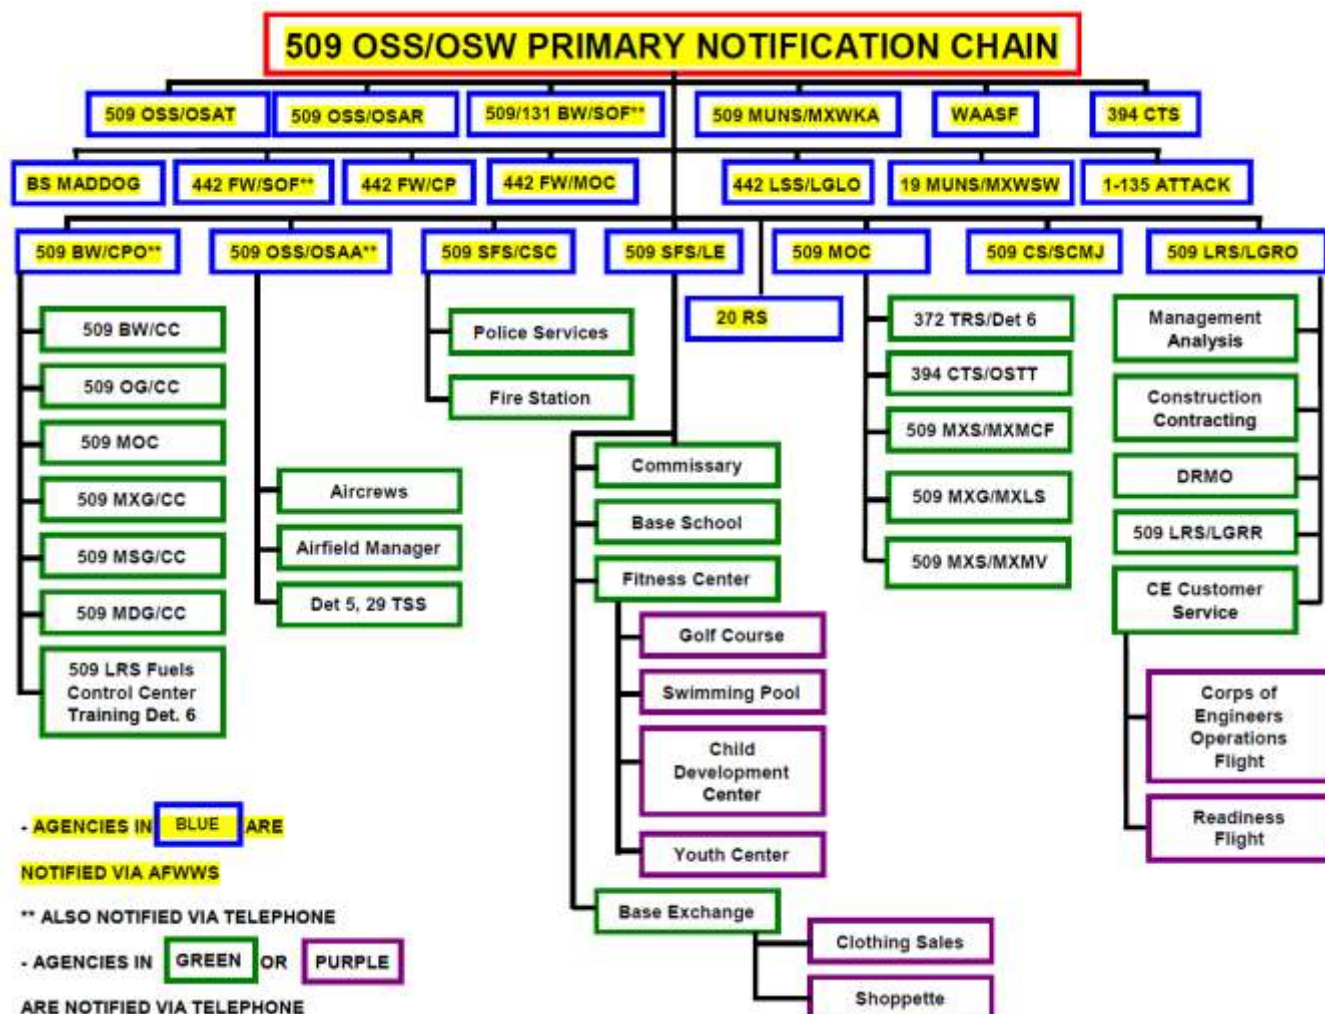 509 OSS/OSW PRIMARY NOTIFICATION CHAIN
509 OSS/OSAT
509 OSS/OSAR
509/131 BW/SOF**
509 MUNS/MXWKA
WAASF
394 CTS
BS MADDOG
442 FW/SOF**
442 FW/CP
442 FW/MOC
442 LSS/LGLO
19 MUNS/MXWSW
1-135 ATTACK
509 BW/CPO**
509 OSS/OSAA**
509 SFS/CSC
509 SFS/LE
509 MOC
509 CS/SCMJ
509 LRS/LGRO
20 RS
509 BW/CC
509 OG/CC
509 MOC
509 MXG/CC
509 MSG/CC
509 MDG/CC
509 LRS Fuels
Control Center
Training Det. 6
Aircrews
Airfield Manager
Det 5, 29 TSS
Police Services
Fire Station
Commissary
Base School
Fitness Center
Golf Course
Swimming Pool
Child
Development
Center
Youth Center
Base Exchange
Clothing Sales
Shoppette
372 TRS/Det 6
394 CTS/OSTT
509 MXS/MXMCF
509 MXG/MXLS
509 MXS/MXMV
Management
Analysis
Construction
Contracting
DRMO
509 LRS/LGRR
CE Customer
Service
Corps of
Engineers
Operations
Flight
Readiness
Flight
- AGENCIES IN BLUE ARE
NOTIFIED VIA AFWWS
** ALSO NOTIFIED VIA TELEPHONE
- AGENCIES IN GREEN OR PURPLE
ARE NOTIFIED VIA TELEPHONE